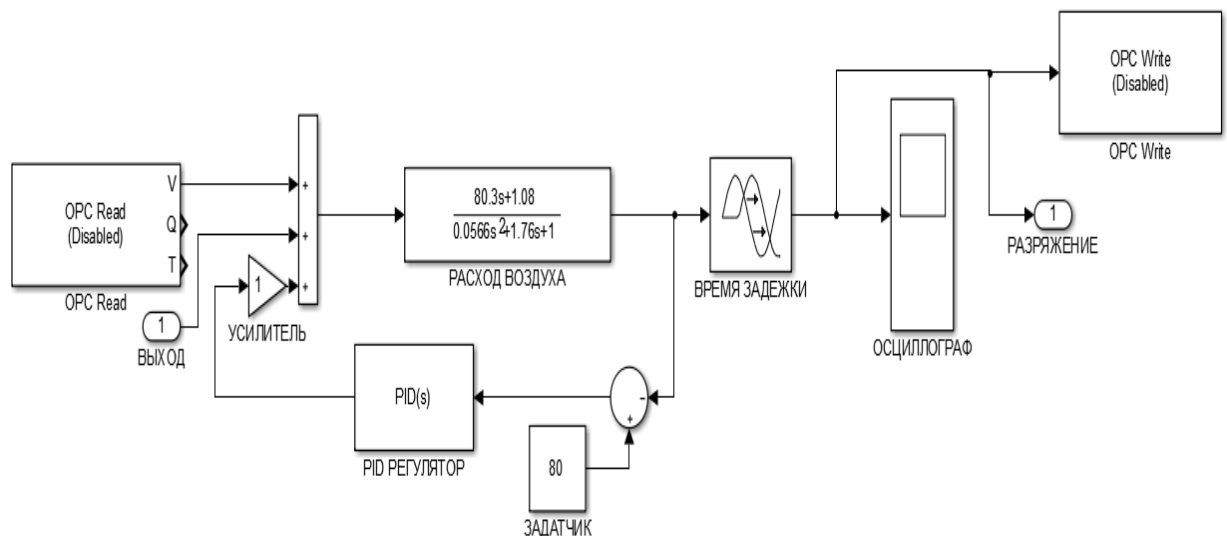 OPC Write
(Disabled)
OPC Write
OPC Read
(Disabled)
V
Q
T
OPC Read
+
+
+
80.3s+1.08
0.0566s2+1.76s+1
РАСХОД ВОЗДУХА
ВРЕМЯ ЗАДЕЖКИ
1
РАЗРЯЖЕНИЕ
1
УСИЛИТЕЛЬ
1
ВЫХОД
ОСЦИЛЛОГРАФ
PID(s)
PID РЕГУЛЯТОР
-
+
80
ЗАДАТЧИК